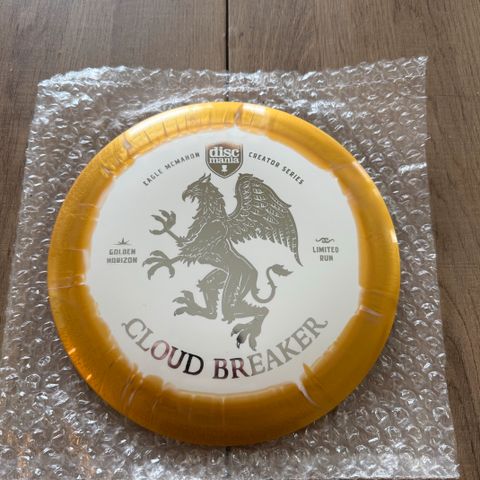 disc
mania
EAGLE MCMAHON CREATOR SERIES
GOLDEN
HORIZON
LIMITED
RUN
CLOUD BREAKER